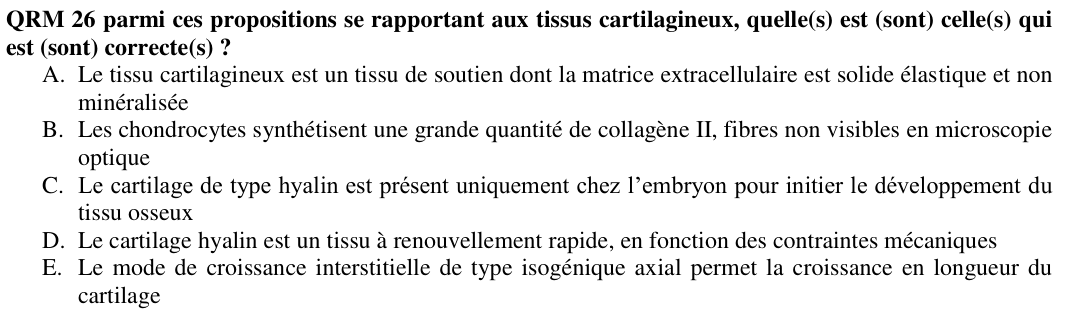 QRM 26 parmi ces propositions se rapportant aux tissus cartilagineux, quelle(s) est (sont) celle(s) qui
est (sont) correcte(s) ?
A. Le tissu cartilagineux est un tissu de soutien dont la matrice extracellulaire est solide élastique et non
minéralisée
B. Les chondrocytes synthétisent une grande quantité de collagène II, fibres non visibles en microscopie
optique
C. Le cartilage de type hyalin est présent uniquement chez l'embryon pour initier le développement du
tissu osseux
D. Le cartilage hyalin est un tissu à renouvellement rapide, en fonction des contraintes mécaniques
E. Le mode de croissance interstitielle de type isogénique axial permet la croissance en longueur du
cartilage